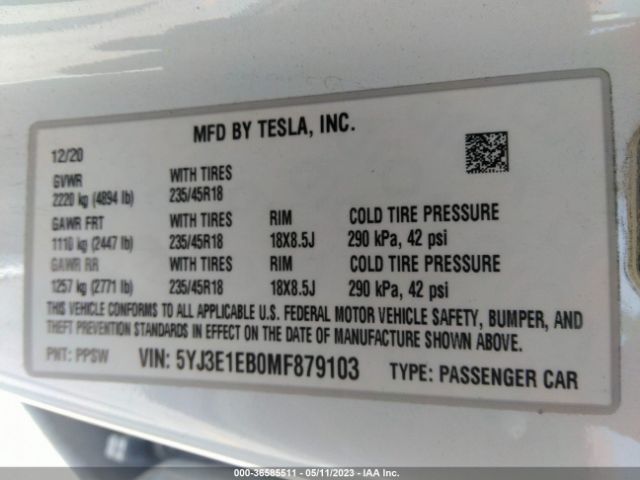 MFD BY TESLA, INC.
12/20
GVWR WITH TIRES
2220 kg (4894 lb) 235/45R18
GAWR FRT WITH TIRES RIM COLD TIRE PRESSURE
1110 kg (2447 lb) 235/45R18 18X8.5J 290 kPa, 42 psi
GAWR RR WITH TIRES RIM COLD TIRE PRESSURE
1257 kg (2771 lb) 235/45R18 18X8.5J 290 kPa, 42 psi
THIS VEHICLE CONFORMS TO ALL APPLICABLE U.S. FEDERAL MOTOR VEHICLE SAFETY, BUMPER, AND
THEFT PREVENTION STANDARDS IN EFFECT ON THE DATE OF MANUFACTURE SHOWN ABOVE.
PNT: PPSW VIN: 5YJ3E1EB0MF879103 TYPE: PASSENGER CAR
000-36585511 - 05/11/2023 - IAA Inc.